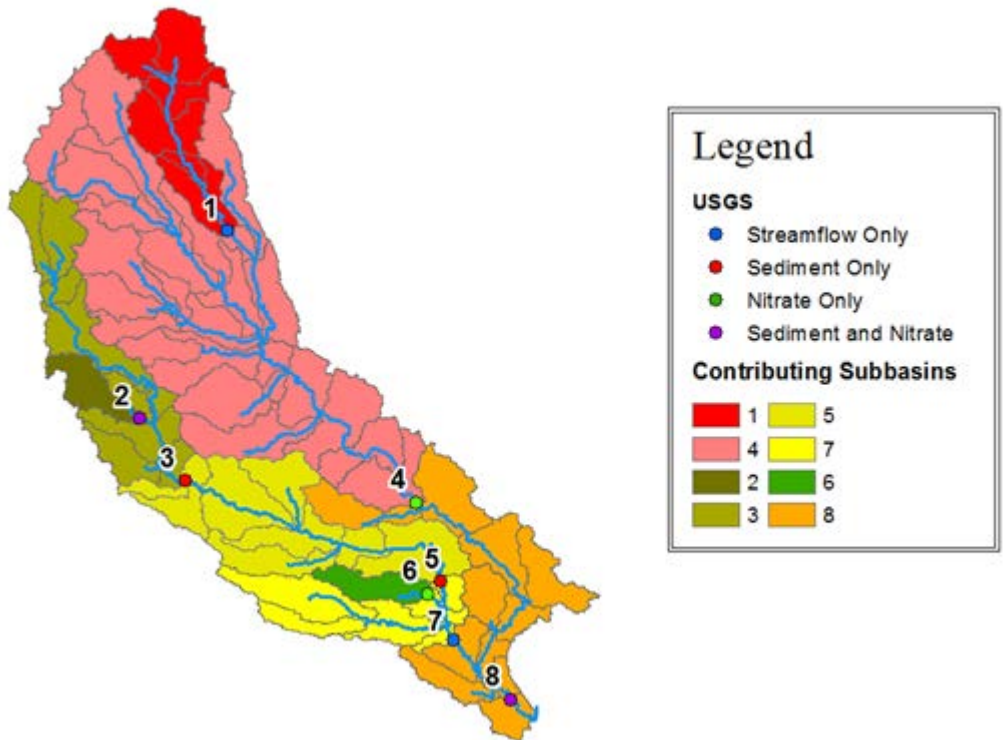 1
2
3
4
5
6
7
8
Legend
USGS
Streamflow Only
Sediment Only
Nitrate Only
Sediment and Nitrate
Contributing Subbasins
1 5
4 7
2 6
3 8